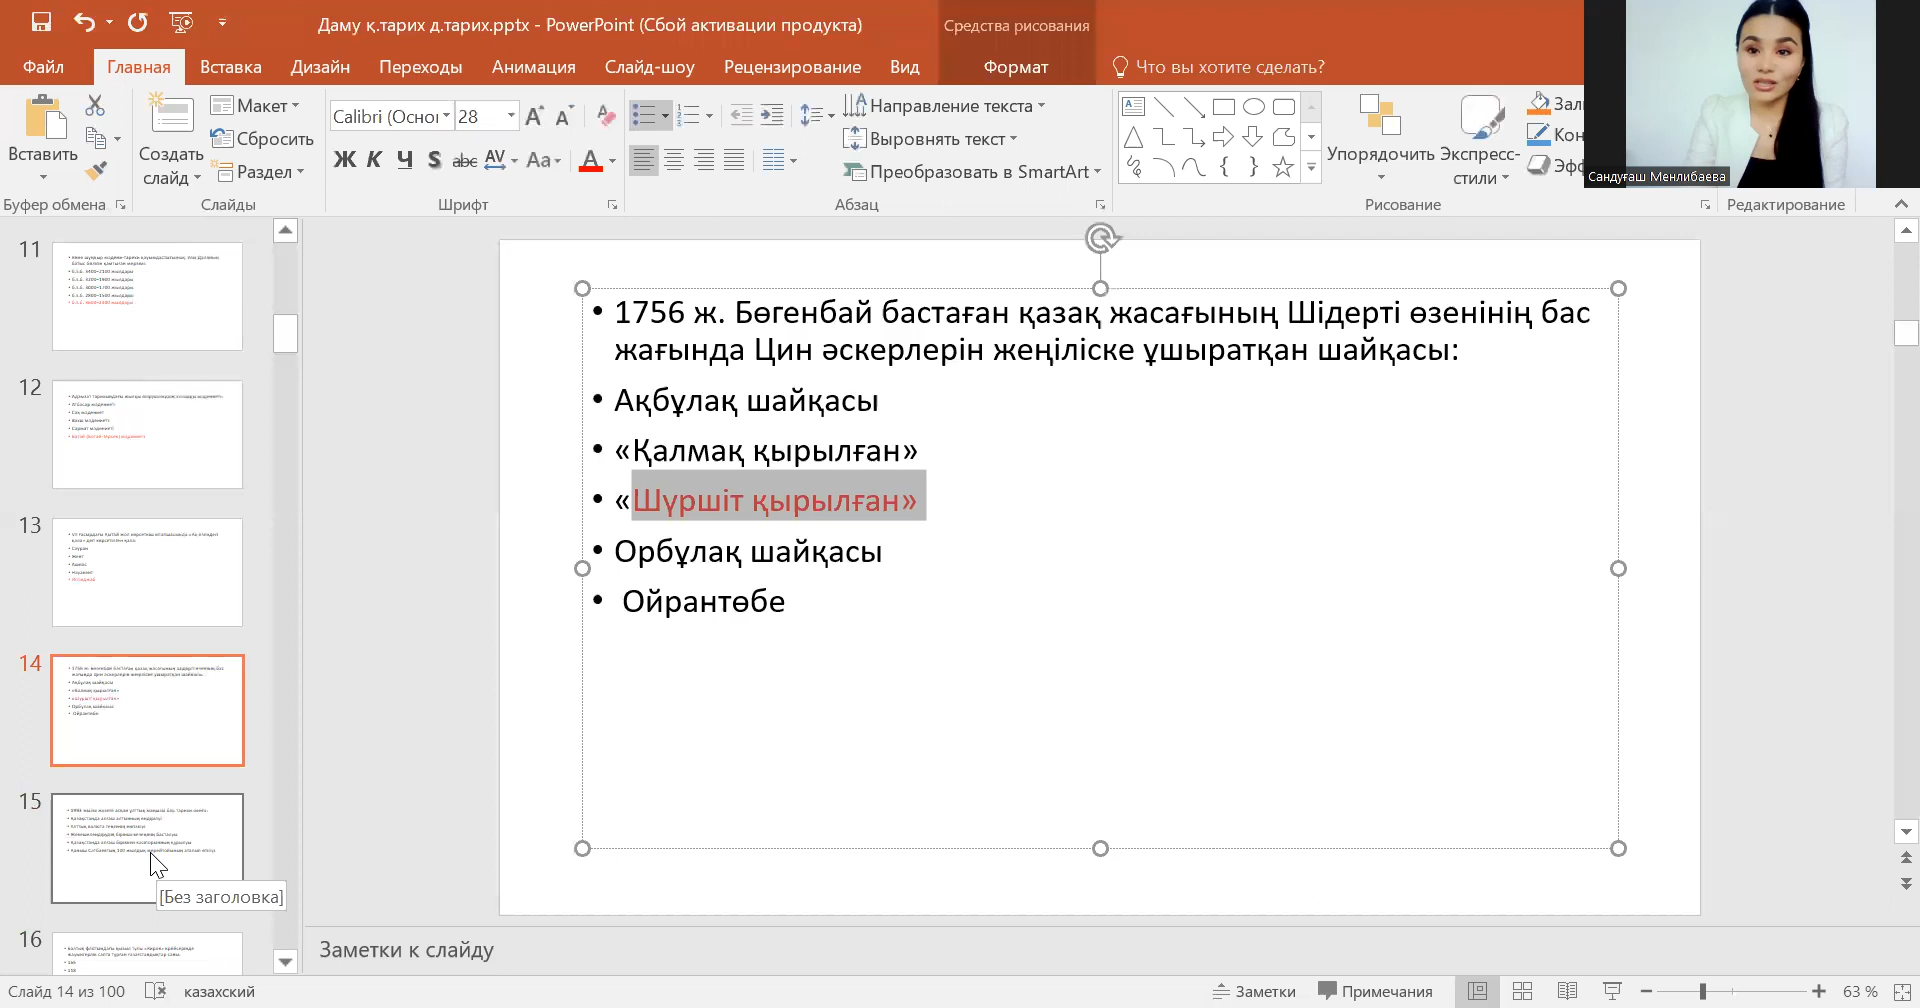 Даму қ.тарих д.тарих.pptx - PowerPoint (Сбой активации продукта)
Средства рисования
Файл Главная Вставка Дизайн Переходы Анимация Слайд-шоу Рецензирование Вид Формат Что вы хотите сделать?
Вставить
Буфер обмена
Создать слайд
Макет
Сбросить
Раздел
Слайды
Calibri (Осно 28
Ж К Ч S abc AV Aa A
Шрифт
Направление текста
Выровнять текст
Преобразовать в SmartArt
Абзац
Упорядочить
Экспресс-стили
Рисование
Редактирование
Сандуғаш Менлибаева
11
12
13
14
15
[Без заголовка]
16
• 1756 ж. Бөгенбай бастаған қазақ жасағының Шідерті өзенінің бас
жағында Цин әскерлерін жеңіліске ұшыратқан шайқасы:
• Ақбұлақ шайқасы
• «Қалмақ қырылған»
• «Шүршіт қырылған»
• Орбұлақ шайқасы
• Ойрантөбе
Заметки к слайду
Слайд 14 из 100 казахский Заметки Примечания 63 %